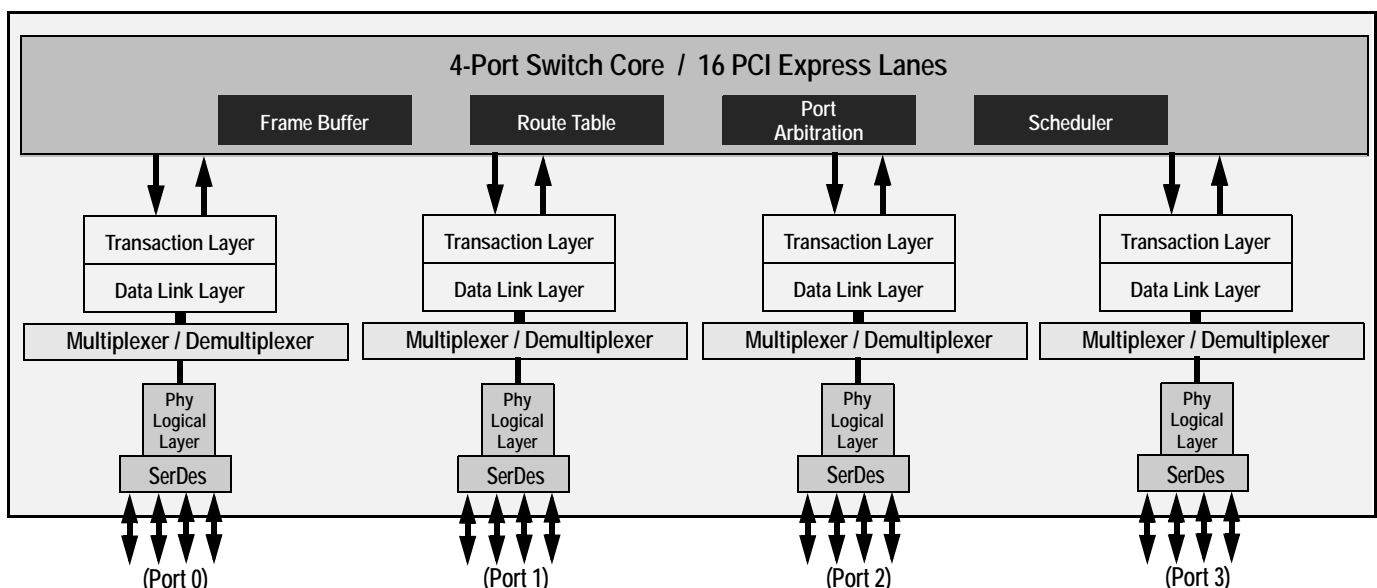 4-Port Switch Core / 16 PCI Express Lanes
Frame Buffer
Route Table
Port
Arbitration
Scheduler
Transaction Layer
Data Link Layer
Multiplexer / Demultiplexer
Phy
Logical
Layer
SerDes
(Port 0)
Transaction Layer
Data Link Layer
Multiplexer / Demultiplexer
Phy
Logical
Layer
SerDes
(Port 1)
Transaction Layer
Data Link Layer
Multiplexer / Demultiplexer
Phy
Logical
Layer
SerDes
(Port 2)
Transaction Layer
Data Link Layer
Multiplexer / Demultiplexer
Phy
Logical
Layer
SerDes
(Port 3)